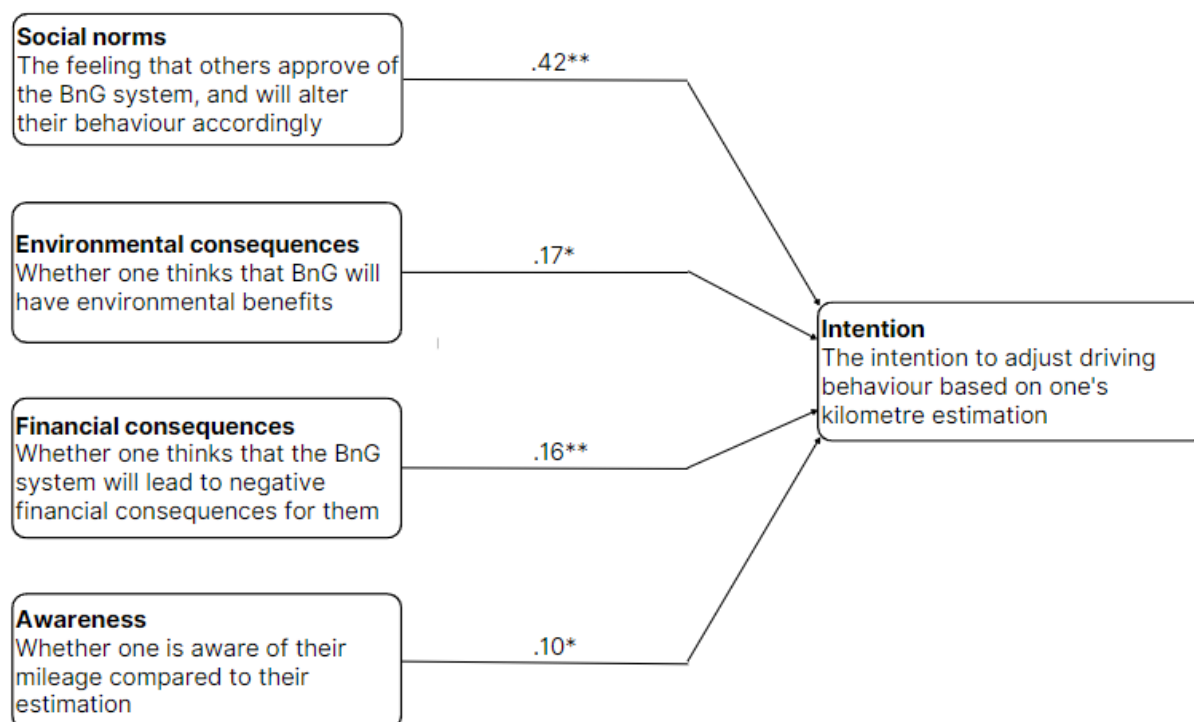 Social norms
The feeling that others approve of
the BnG system, and will alter
their behaviour accordingly
.42**
Environmental consequences
Whether one thinks that BnG will
have environmental benefits
.17*
Financial consequences
Whether one thinks that the BnG
system will lead to negative
financial consequences for them
.16**
Awareness
Whether one is aware of their
mileage compared to their
estimation
.10*
Intention
The intention to adjust driving
behaviour based on one's
kilometre estimation